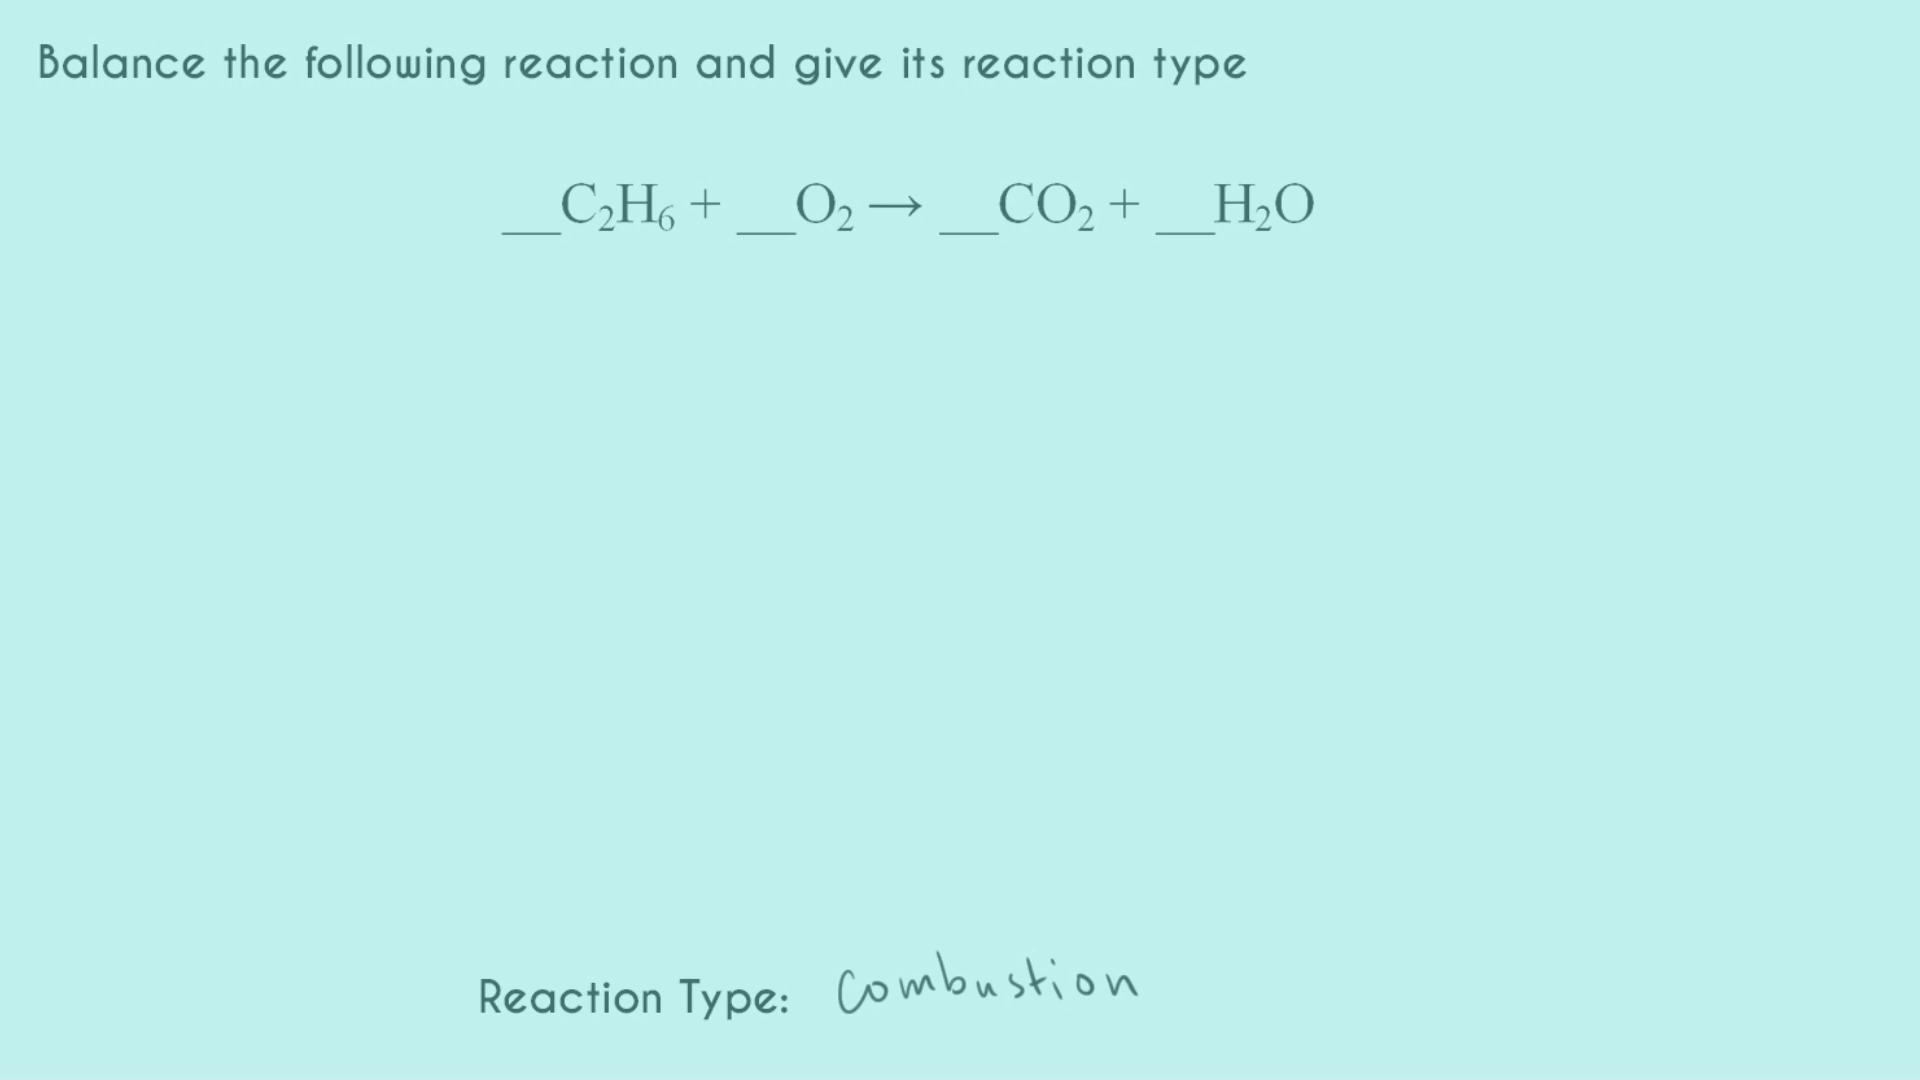 Balance the following reaction and give its reaction type
__C₂H₆ + __O₂ → __CO₂ + __H₂O
Reaction Type: Combustion